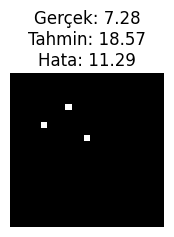 Gerçek: 7.28
Tahmin: 18.57
Hata: 11.29